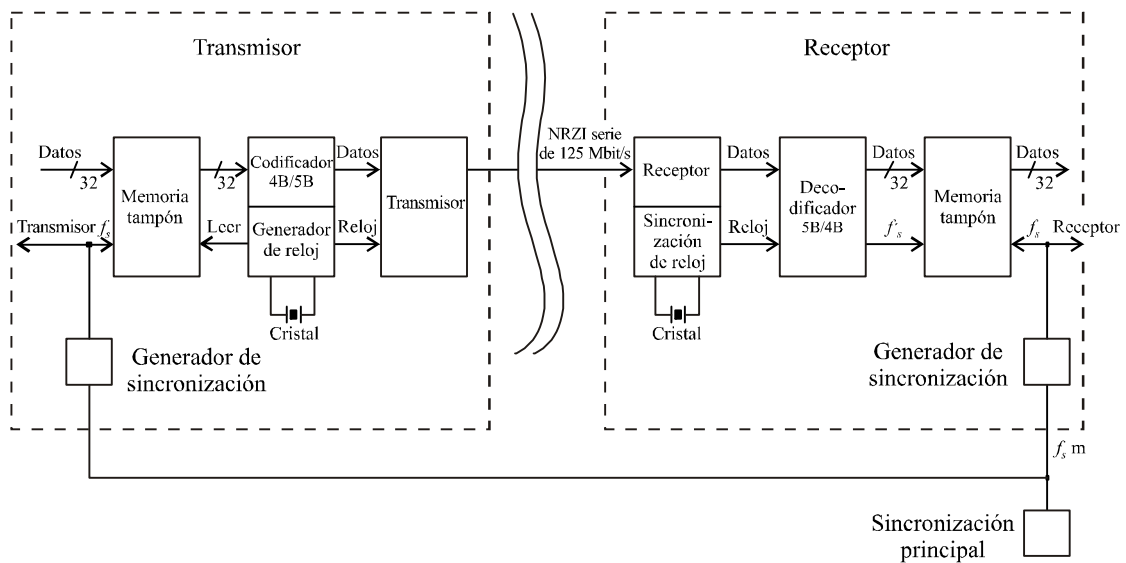 Transmisor
Receptor
NRZI serie
de 125 Mbit/s
Datos
32
Memoria
tampón
32
Codificador
4B/5B
Datos
Transmisor
Receptor
Datos
Deco-
dificador
5B/4B
Datos
32
Memoria
tampón
Datos
32
Transmisor fs
Leer
Generador
de reloj
Reloj
Sincroni-
zación
de reloj
Reloj
f's
fs
Receptor
Cristal
Cristal
Generador de
sincronización
Generador de
sincronización
fs m
Sincronización
principal